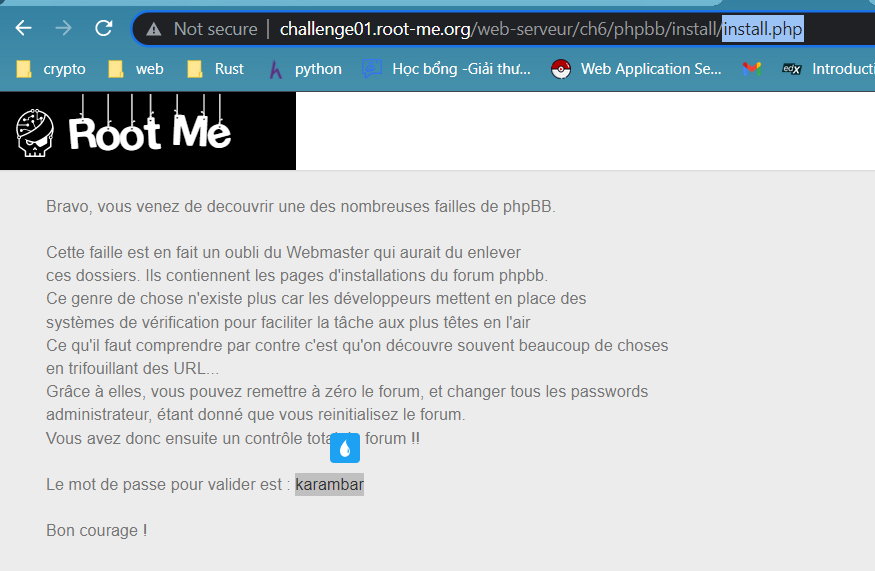 Not secure | challenge01.root-me.org/web-serveur/ch6/phpbb/install/install.php
crypto web Rust python Học bổng -Giải thư... Web Application Se... edX Introducti
Root Me
Bravo, vous venez de decouvrir une des nombreuses failles de phpBB.
Cette faille est en fait un oubli du Webmaster qui aurait du enlever
ces dossiers. Ils contiennent les pages d'installations du forum phpbb.
Ce genre de chose n'existe plus car les développeurs mettent en place des
systèmes de vérification pour faciliter la tâche aux plus têtes en l'air
Ce qu'il faut comprendre par contre c'est qu'on découvre souvent beaucoup de choses
en trifouillant des URL...
Grâce à elles, vous pouvez remettre à zéro le forum, et changer tous les passwords
administrateur, étant donné que vous reinitialisez le forum.
Vous avez donc ensuite un contrôle forum !!
Le mot de passe pour valider est : karambar
Bon courage !